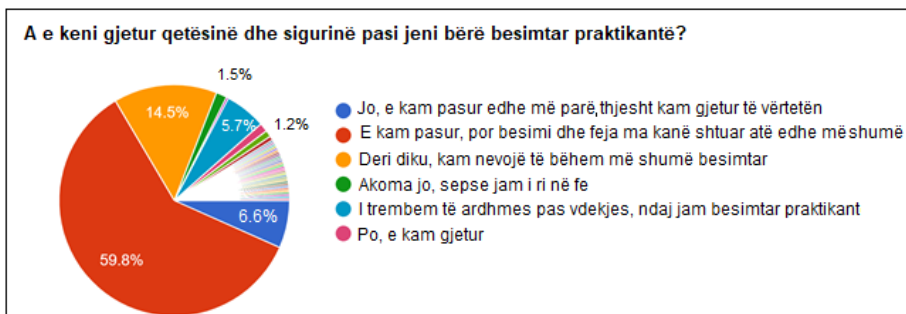 A e keni gjetur qetësinë dhe sigurinë pasi jeni bërë besimtar praktikantë?
1.5%
14.5%
5.7%
1.2%
6.6%
59.8%
Jo, e kam pasur edhe më parë,thjesht kam gjetur të vërtetën
E kam pasur, por besimi dhe feja ma kanë shtuar atë edhe mëshumë
Deri diku, kam nevojë të bëhem më shumë besimtar
Akoma jo, sepse jam i ri në fe
I trembem të ardhmes pas vdekjes, ndaj jam besimtar praktikant
Po, e kam gjetur